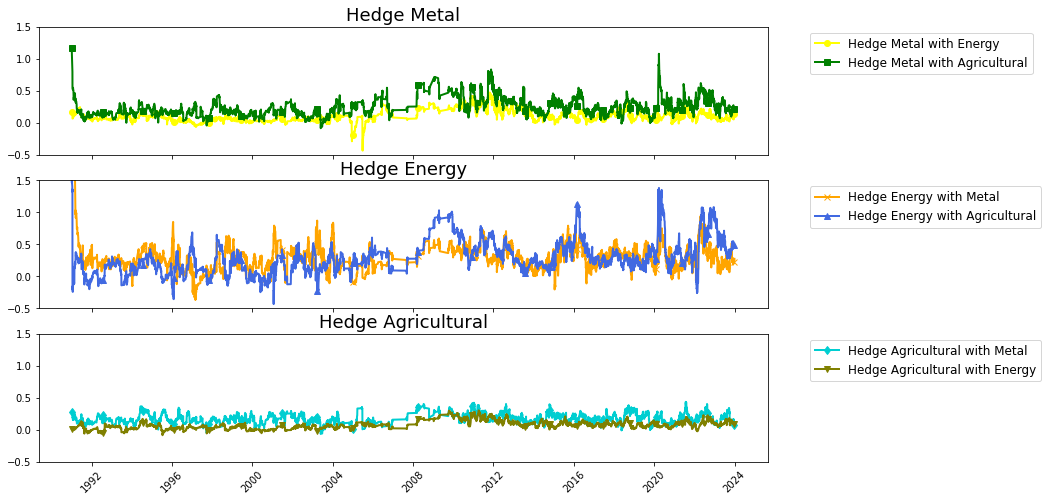 Hedge Metal
1.5
1.0
0.5
0.0
−0.5
Hedge Metal with Energy
Hedge Metal with Agricultural
Hedge Energy
1.5
1.0
0.5
0.0
−0.5
Hedge Energy with Metal
Hedge Energy with Agricultural
Hedge Agricultural
1.5
1.0
0.5
0.0
−0.5
Hedge Agricultural with Metal
Hedge Agricultural with Energy
1992 1996 2000 2004 2008 2012 2016 2020 2024